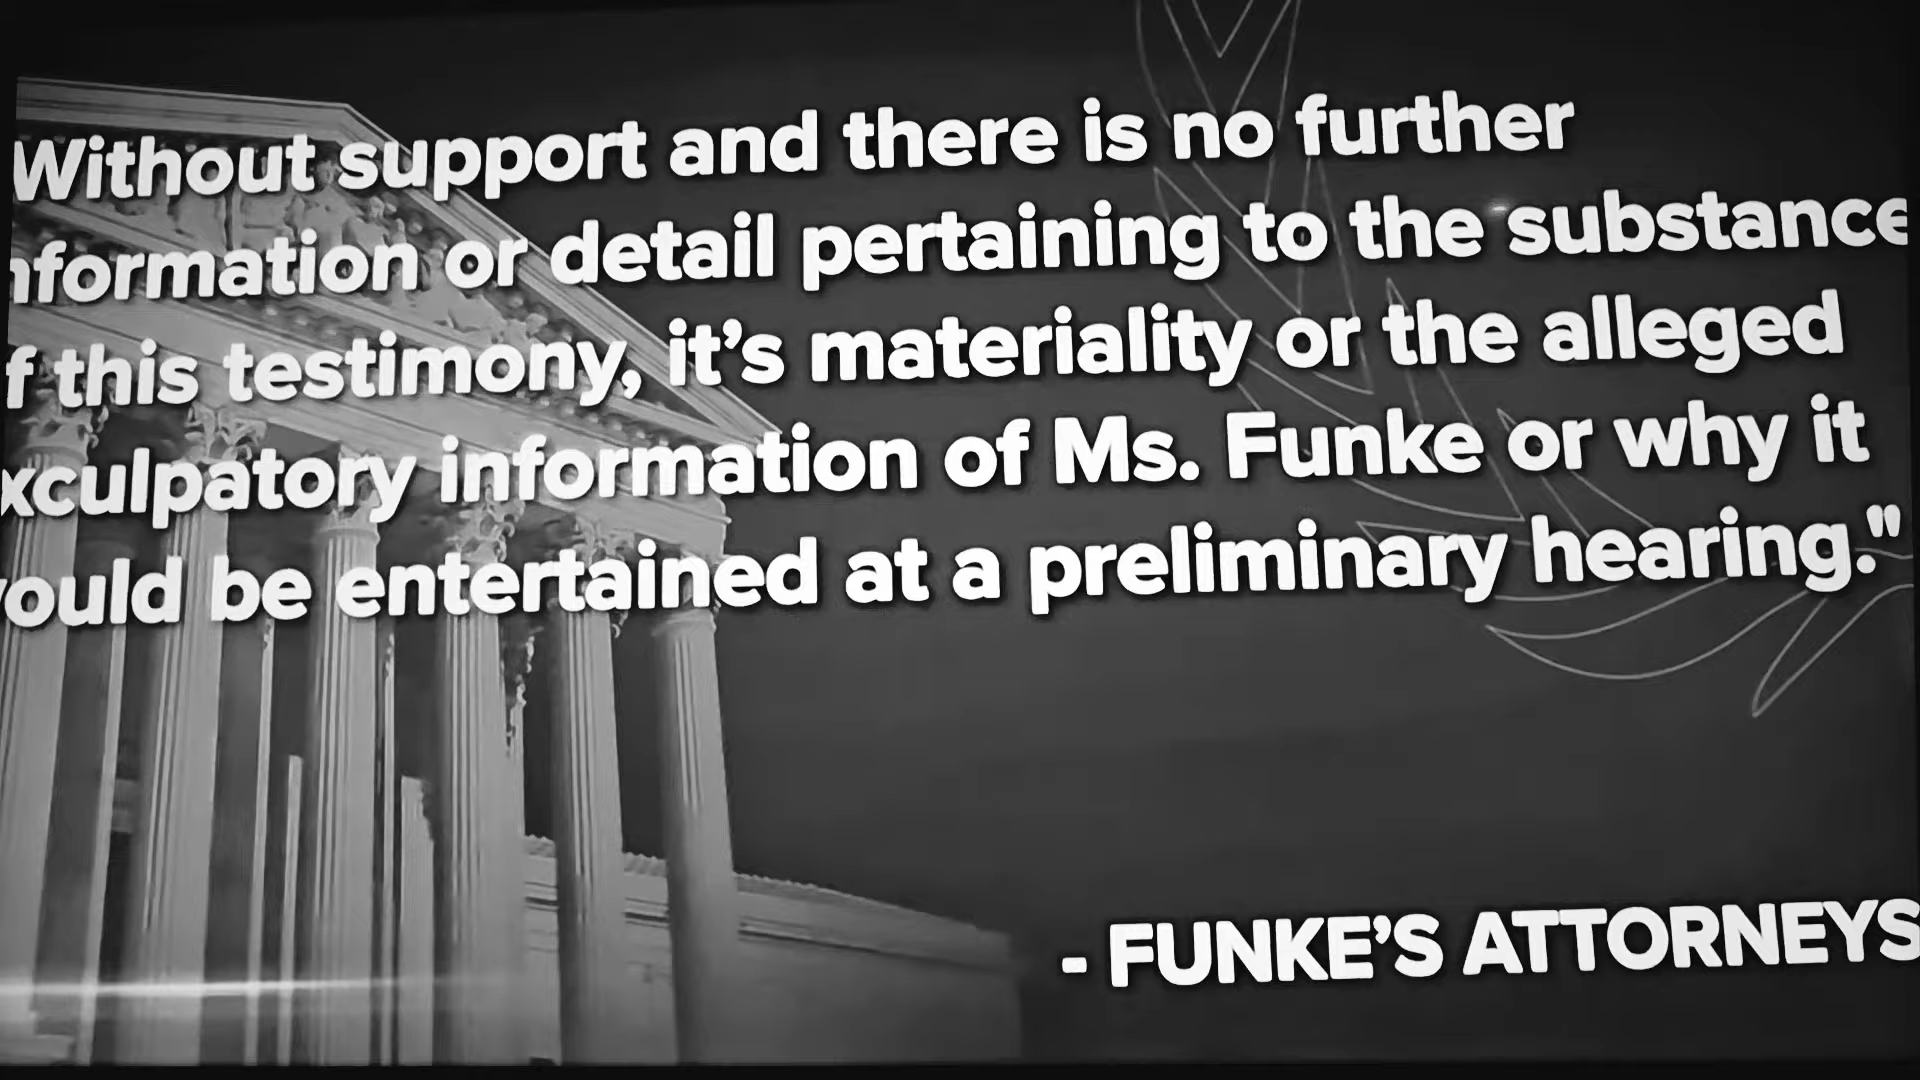 Without support and there is no further
nformation or detail pertaining to the substance
f this testimony, it’s materiality or the alleged
xculpatory information of Ms. Funke or why it
ould be entertained at a preliminary hearing."
- FUNKE’S ATTORNEYS